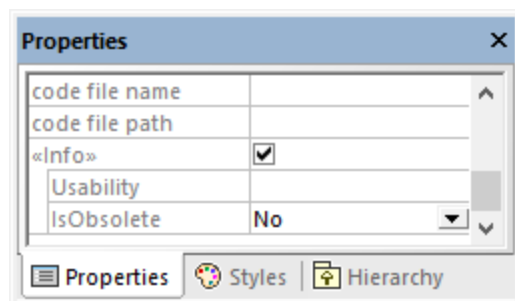 Properties
code file name
code file path
«Info»
Usability
IsObsolete No
Properties Styles Hierarchy